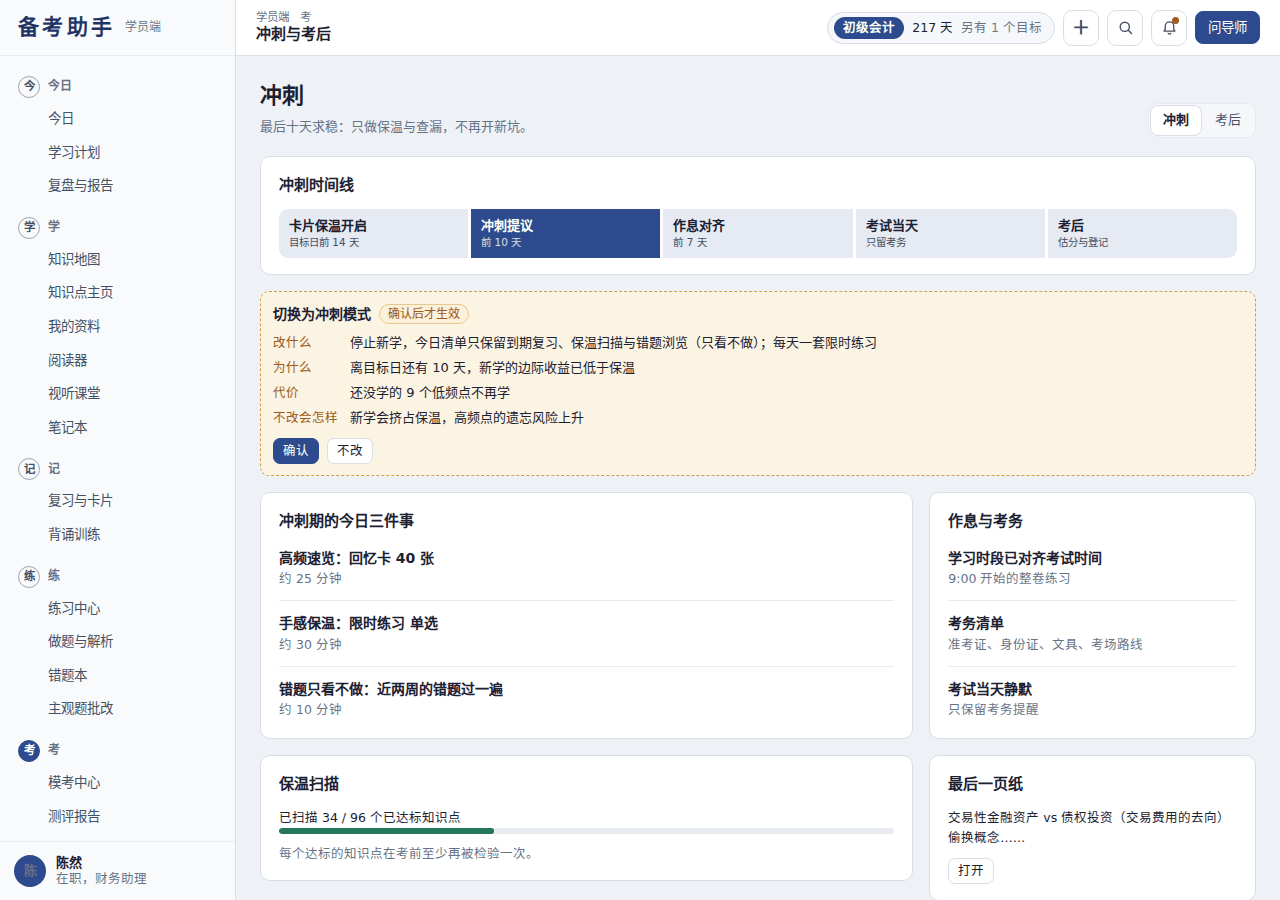 备考助手 学员端
今 今日
今日
学习计划
复盘与报告
学 学
知识地图
知识点主页
我的资料
阅读器
视听课堂
笔记本
记 记
复习与卡片
背诵训练
练 练
练习中心
做题与解析
错题本
主观题批改
考 考
模考中心
测评报告
陈 陈然
在职，财务助理
学员端 考
冲刺与考后
初级会计 217 天 另有 1 个目标
问导师
冲刺
最后十天求稳：只做保温与查漏，不再开新坑。
冲刺 考后
冲刺时间线
卡片保温开启
目标日前 14 天
冲刺提议
前 10 天
作息对齐
前 7 天
考试当天
只留考务
考后
估分与登记
切换为冲刺模式 确认后才生效
改什么 停止新学，今日清单只保留到期复习、保温扫描与错题浏览（只看不做）；每天一套限时练习
为什么 离目标日还有 10 天，新学的边际收益已低于保温
代价 还没学的 9 个低频点不再学
不改会怎样 新学会挤占保温，高频点的遗忘风险上升
确认 不改
冲刺期的今日三件事
高频速览：回忆卡 40 张
约 25 分钟
手感保温：限时练习 单选
约 30 分钟
错题只看不做：近两周的错题过一遍
约 10 分钟
作息与考务
学习时段已对齐考试时间
9:00 开始的整卷练习
考务清单
准考证、身份证、文具、考场路线
考试当天静默
只保留考务提醒
保温扫描
已扫描 34 / 96 个已达标知识点
每个达标的知识点在考前至少再被检验一次。
最后一页纸
交易性金融资产 vs 债权投资（交易费用的去向）
偷换概念……
打开